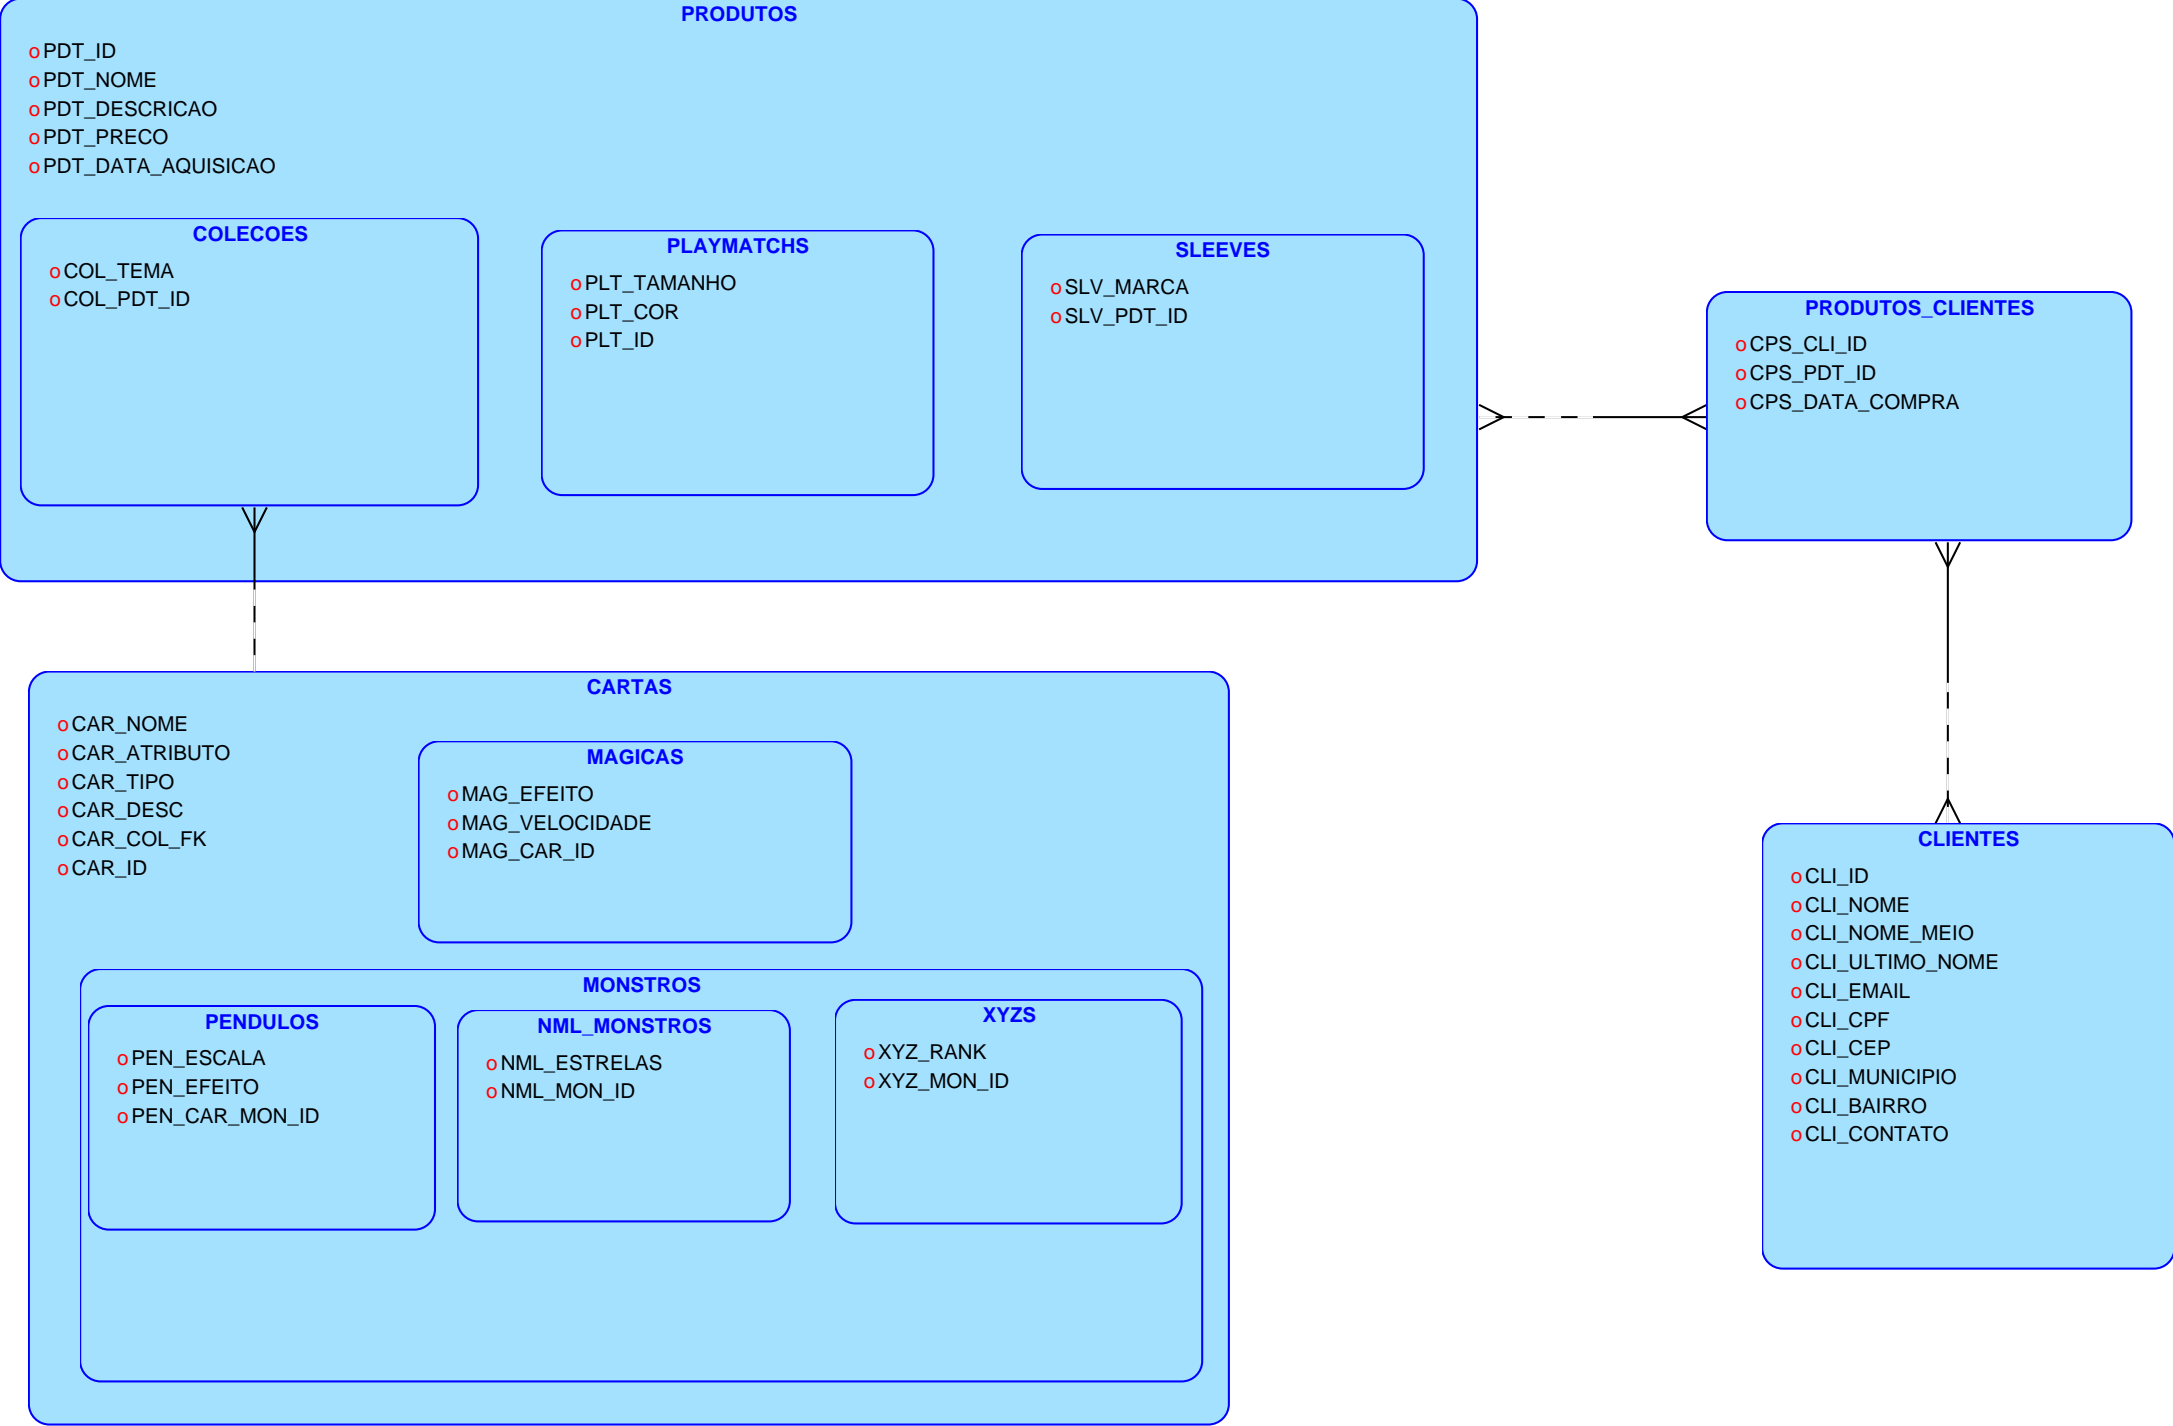 PRODUTOS
o PDT_ID
o PDT_NOME
o PDT_DESCRICAO
o PDT_PRECO
o PDT_DATA_AQUISICAO
COLECOES
o COL_TEMA
o COL_PDT_ID
PLAYMATCHS
o PLT_TAMANHO
o PLT_COR
o PLT_ID
SLEEVES
o SLV_MARCA
o SLV_PDT_ID
PRODUTOS_CLIENTES
o CPS_CLI_ID
o CPS_PDT_ID
o CPS_DATA_COMPRA
CARTAS
o CAR_NOME
o CAR_ATRIBUTO
o CAR_TIPO
o CAR_DESC
o CAR_COL_FK
o CAR_ID
MAGICAS
o MAG_EFEITO
o MAG_VELOCIDADE
o MAG_CAR_ID
MONSTROS
PENDULOS
o PEN_ESCALA
o PEN_EFEITO
o PEN_CAR_MON_ID
NML_MONSTROS
o NML_ESTRELAS
o NML_MON_ID
XYZS
o XYZ_RANK
o XYZ_MON_ID
CLIENTES
o CLI_ID
o CLI_NOME
o CLI_NOME_MEIO
o CLI_ULTIMO_NOME
o CLI_EMAIL
o CLI_CPF
o CLI_CEP
o CLI_MUNICIPIO
o CLI_BAIRRO
o CLI_CONTATO